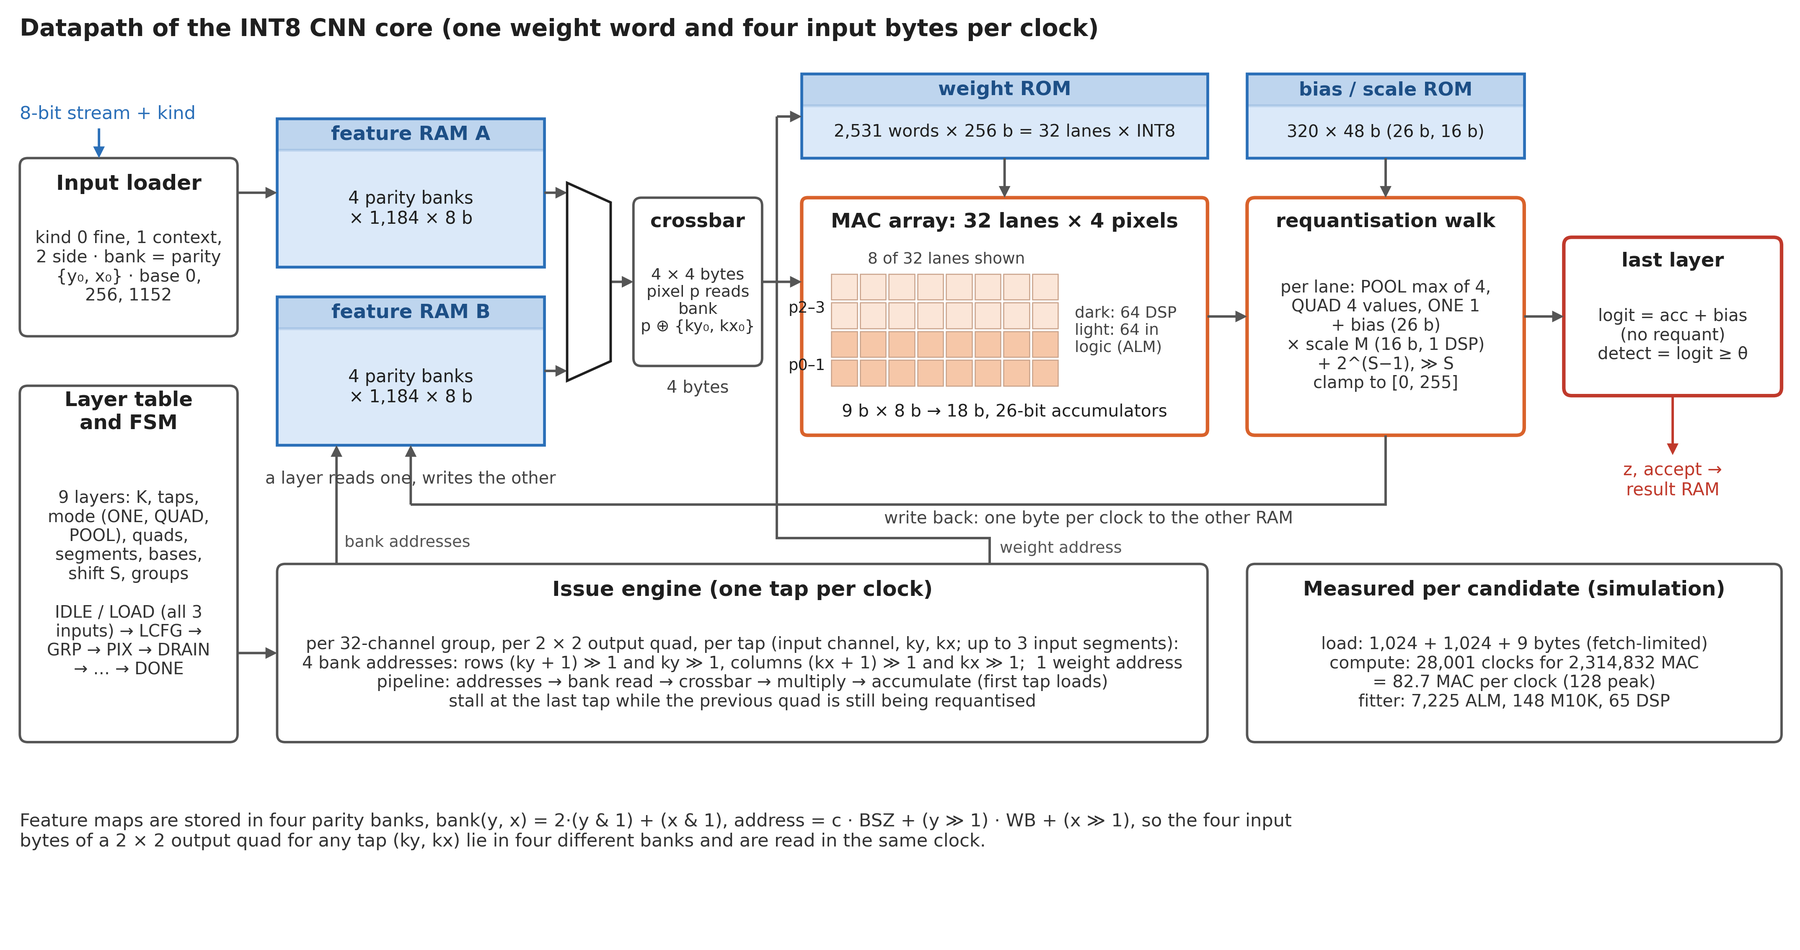 Datapath of the INT8 CNN core (one weight word and four input bytes per clock)
8-bit stream + kind
Input loader
kind 0 fine, 1 context,
2 side · bank = parity
{y₀, x₀} · base 0,
256, 1152
feature RAM A
4 parity banks
× 1,184 × 8 b
feature RAM B
4 parity banks
× 1,184 × 8 b
a layer reads one, writes the other
crossbar
4 × 4 bytes
pixel p reads
bank
p ⊕ {ky₀, kx₀}
4 bytes
weight ROM
2,531 words × 256 b = 32 lanes × INT8
bias / scale ROM
320 × 48 b (26 b, 16 b)
MAC array: 32 lanes × 4 pixels
8 of 32 lanes shown
p2–3
p0–1
dark: 64 DSP
light: 64 in
logic (ALM)
9 b × 8 b → 18 b, 26-bit accumulators
requantisation walk
per lane: POOL max of 4,
QUAD 4 values, ONE 1
+ bias (26 b)
× scale M (16 b, 1 DSP)
+ 2^(S−1), ≫ S
clamp to [0, 255]
last layer
logit = acc + bias
(no requant)
detect = logit ≥ θ
z, accept →
result RAM
write back: one byte per clock to the other RAM
bank addresses
weight address
Layer table
and FSM
9 layers: K, taps,
mode (ONE, QUAD,
POOL), quads,
segments, bases,
shift S, groups
IDLE / LOAD (all 3
inputs) → LCFG →
GRP → PIX → DRAIN
→ … → DONE
Issue engine (one tap per clock)
per 32-channel group, per 2 × 2 output quad, per tap (input channel, ky, kx; up to 3 input segments):
4 bank addresses: rows (ky + 1) ≫ 1 and ky ≫ 1, columns (kx + 1) ≫ 1 and kx ≫ 1; 1 weight address
pipeline: addresses → bank read → crossbar → multiply → accumulate (first tap loads)
stall at the last tap while the previous quad is still being requantised
Measured per candidate (simulation)
load: 1,024 + 1,024 + 9 bytes (fetch-limited)
compute: 28,001 clocks for 2,314,832 MAC
= 82.7 MAC per clock (128 peak)
fitter: 7,225 ALM, 148 M10K, 65 DSP
Feature maps are stored in four parity banks, bank(y, x) = 2·(y & 1) + (x & 1), address = c · BSZ + (y ≫ 1) · WB + (x ≫ 1), so the four input
bytes of a 2 × 2 output quad for any tap (ky, kx) lie in four different banks and are read in the same clock.